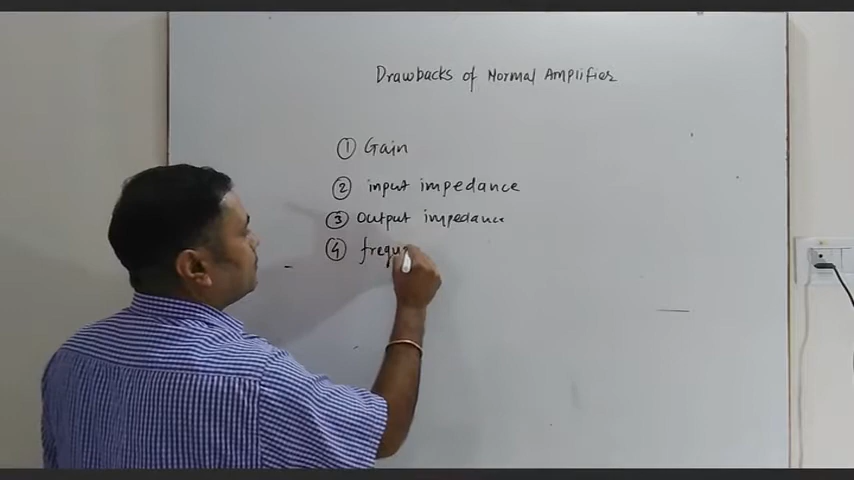 Drawbacks of Normal Amplifier
① Gain
② input impedance
③ Output impedance
④ frequ